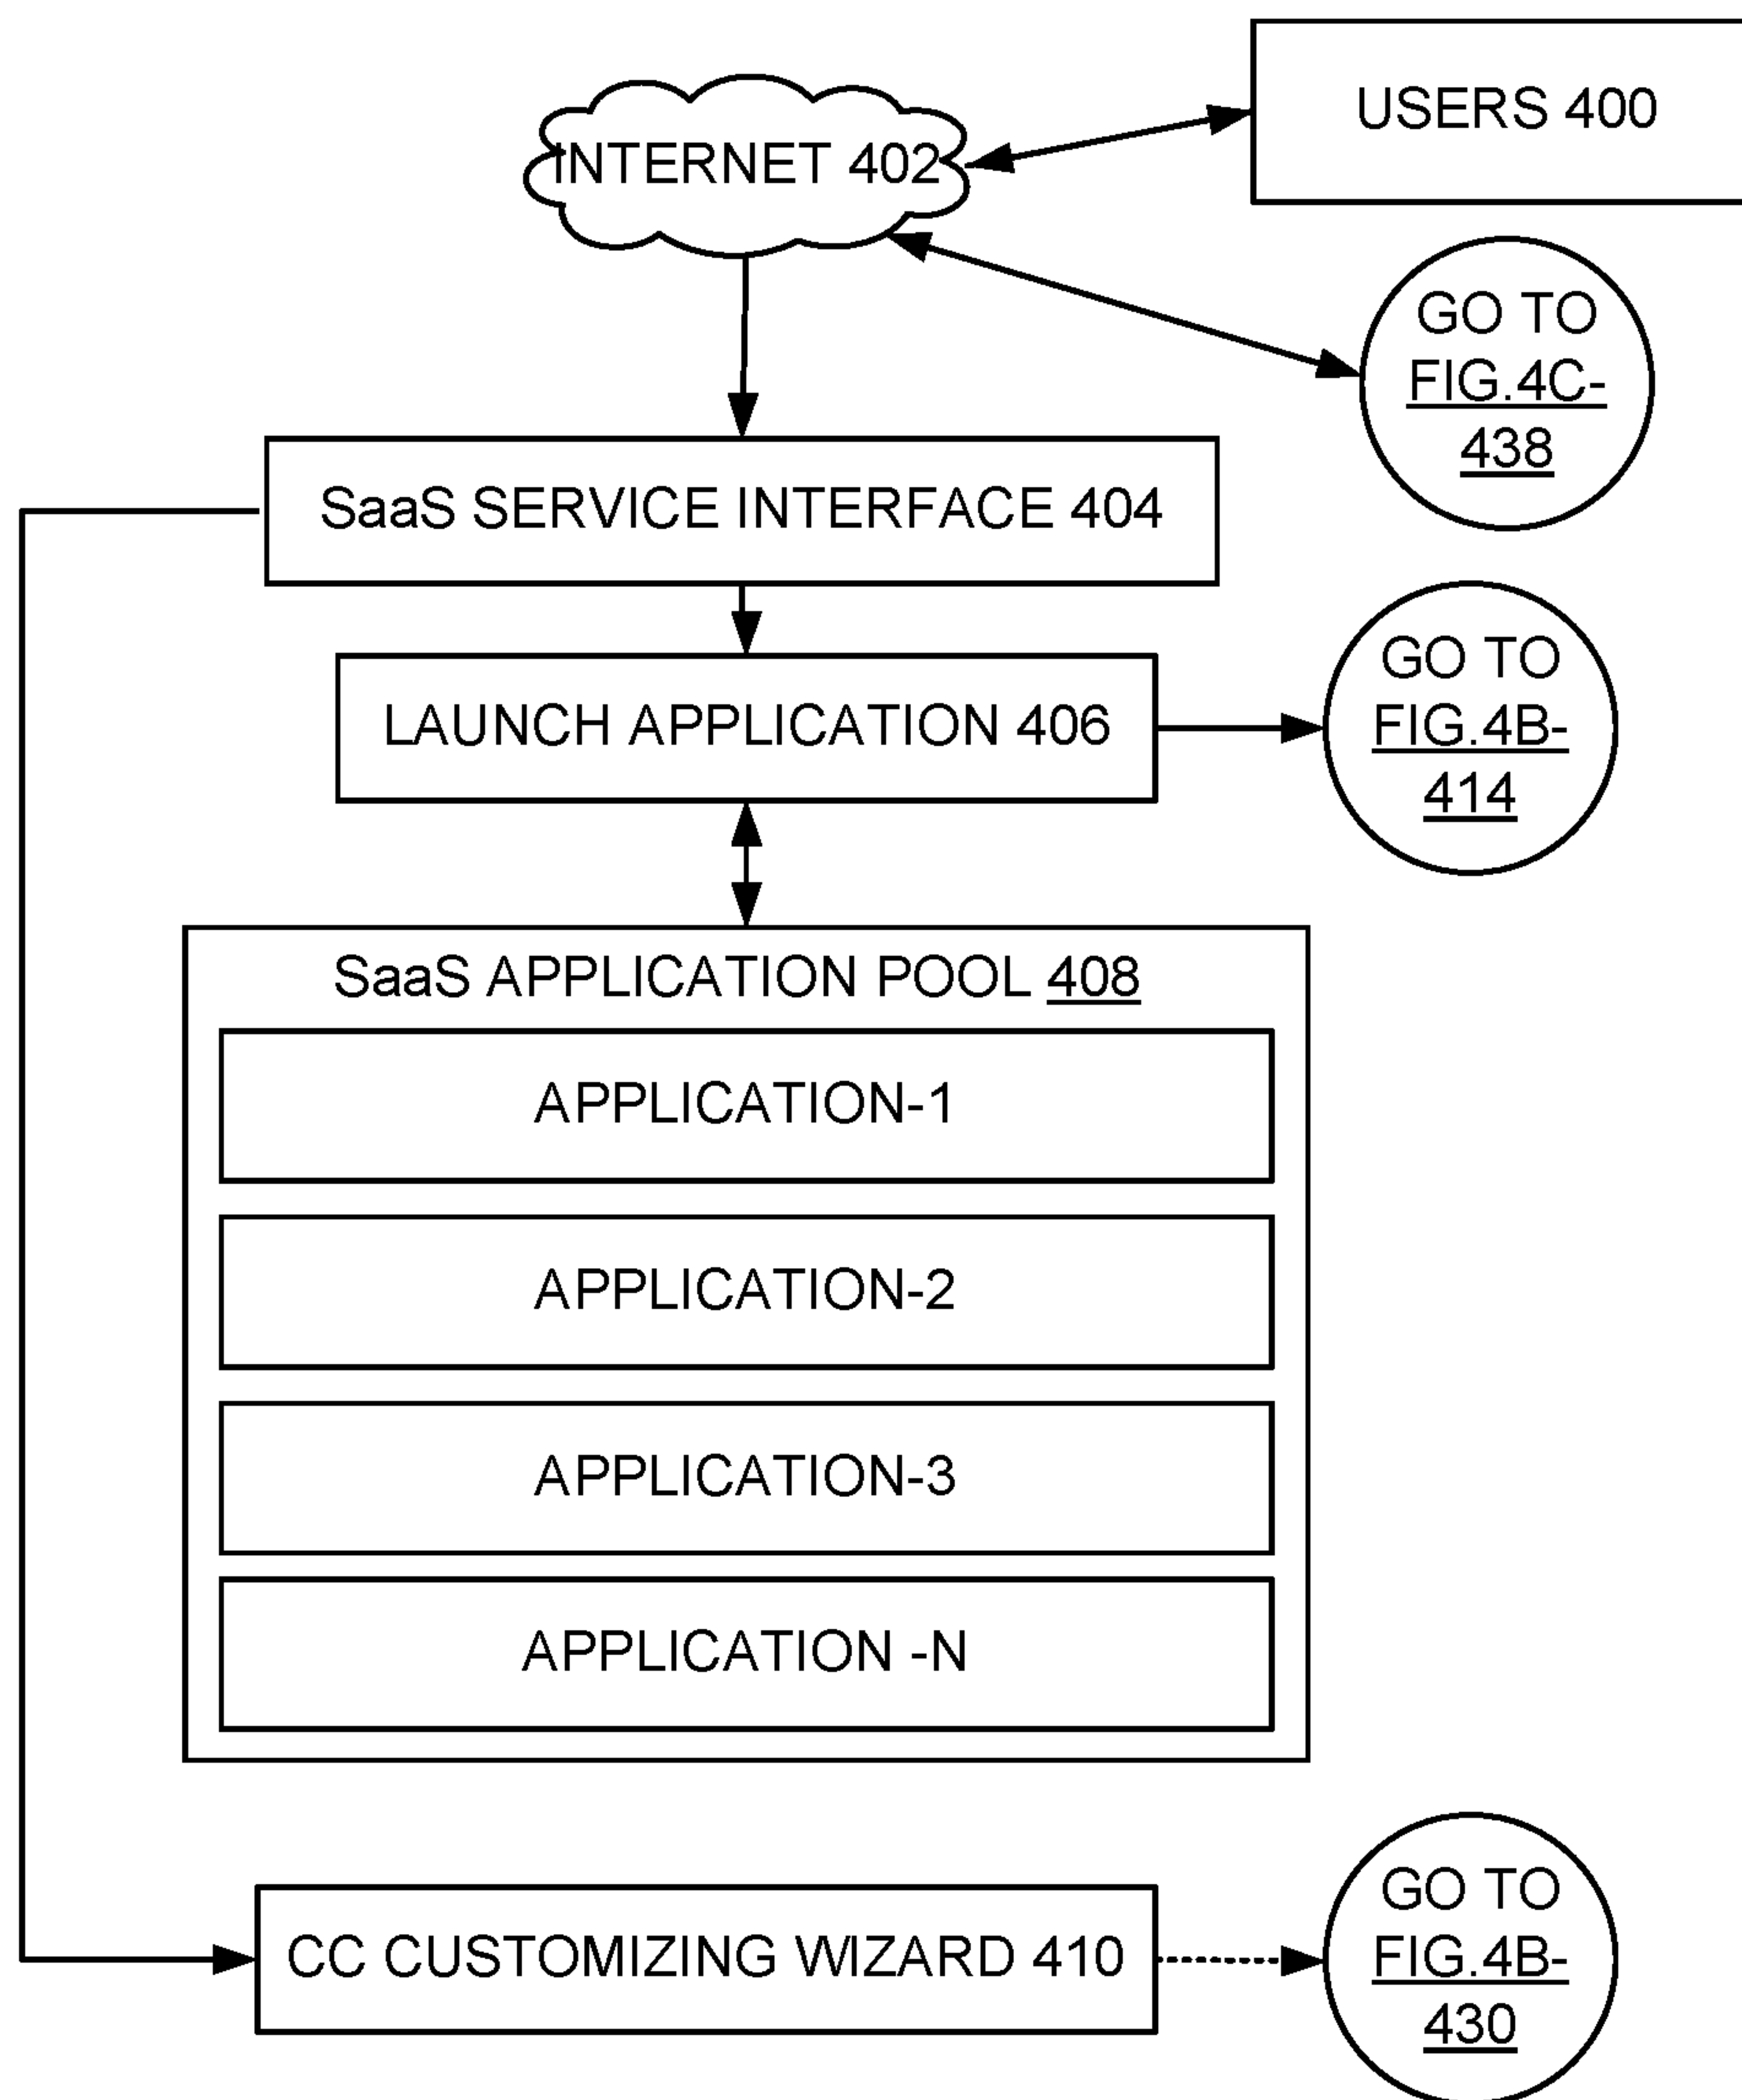 USERS 400
INTERNET 402
GO TO
FIG.4C-
438
SaaS SERVICE INTERFACE 404
GO TO
FIG.4B-
414
LAUNCH APPLICATION 406
SaaS APPLICATION POOL 408
APPLICATION-1
APPLICATION-2
APPLICATION-3
APPLICATION -N
GO TO
FIG.4B-
430
CC CUSTOMIZING WIZARD 410